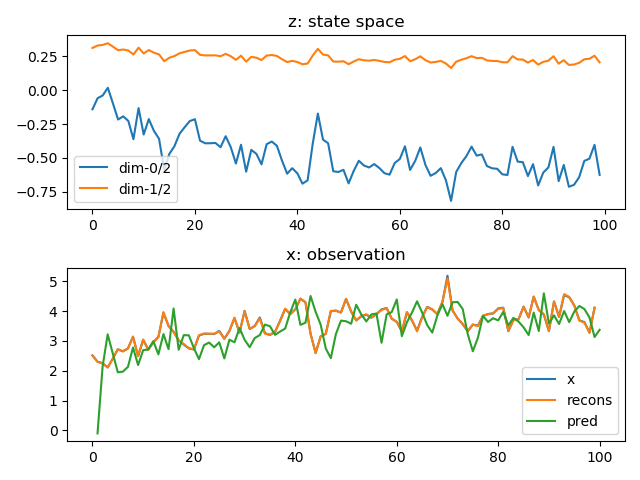 z: state space
0.25
0.00
−0.25
−0.50
−0.75
dim-0/2
dim-1/2
0 20 40 60 80 100
x: observation
5
4
3
2
1
0
x
recons
pred
0 20 40 60 80 100